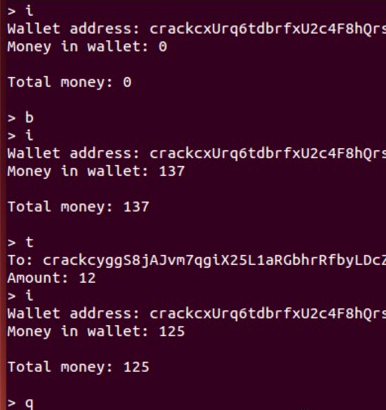 > i
Wallet address: crackcxUrq6tdbrfxU2c4F8hQrs
Money in wallet: 0
Total money: 0
> b
> i
Wallet address: crackcxUrq6tdbrfxU2c4F8hQrs
Money in wallet: 137
Total money: 137
> t
To: crackcyggS8jAJvm7qgiX25L1aRGbhrRfbyLDcZ
Amount: 12
> i
Wallet address: crackcxUrq6tdbrfxU2c4F8hQrs
Money in wallet: 125
Total money: 125
> q